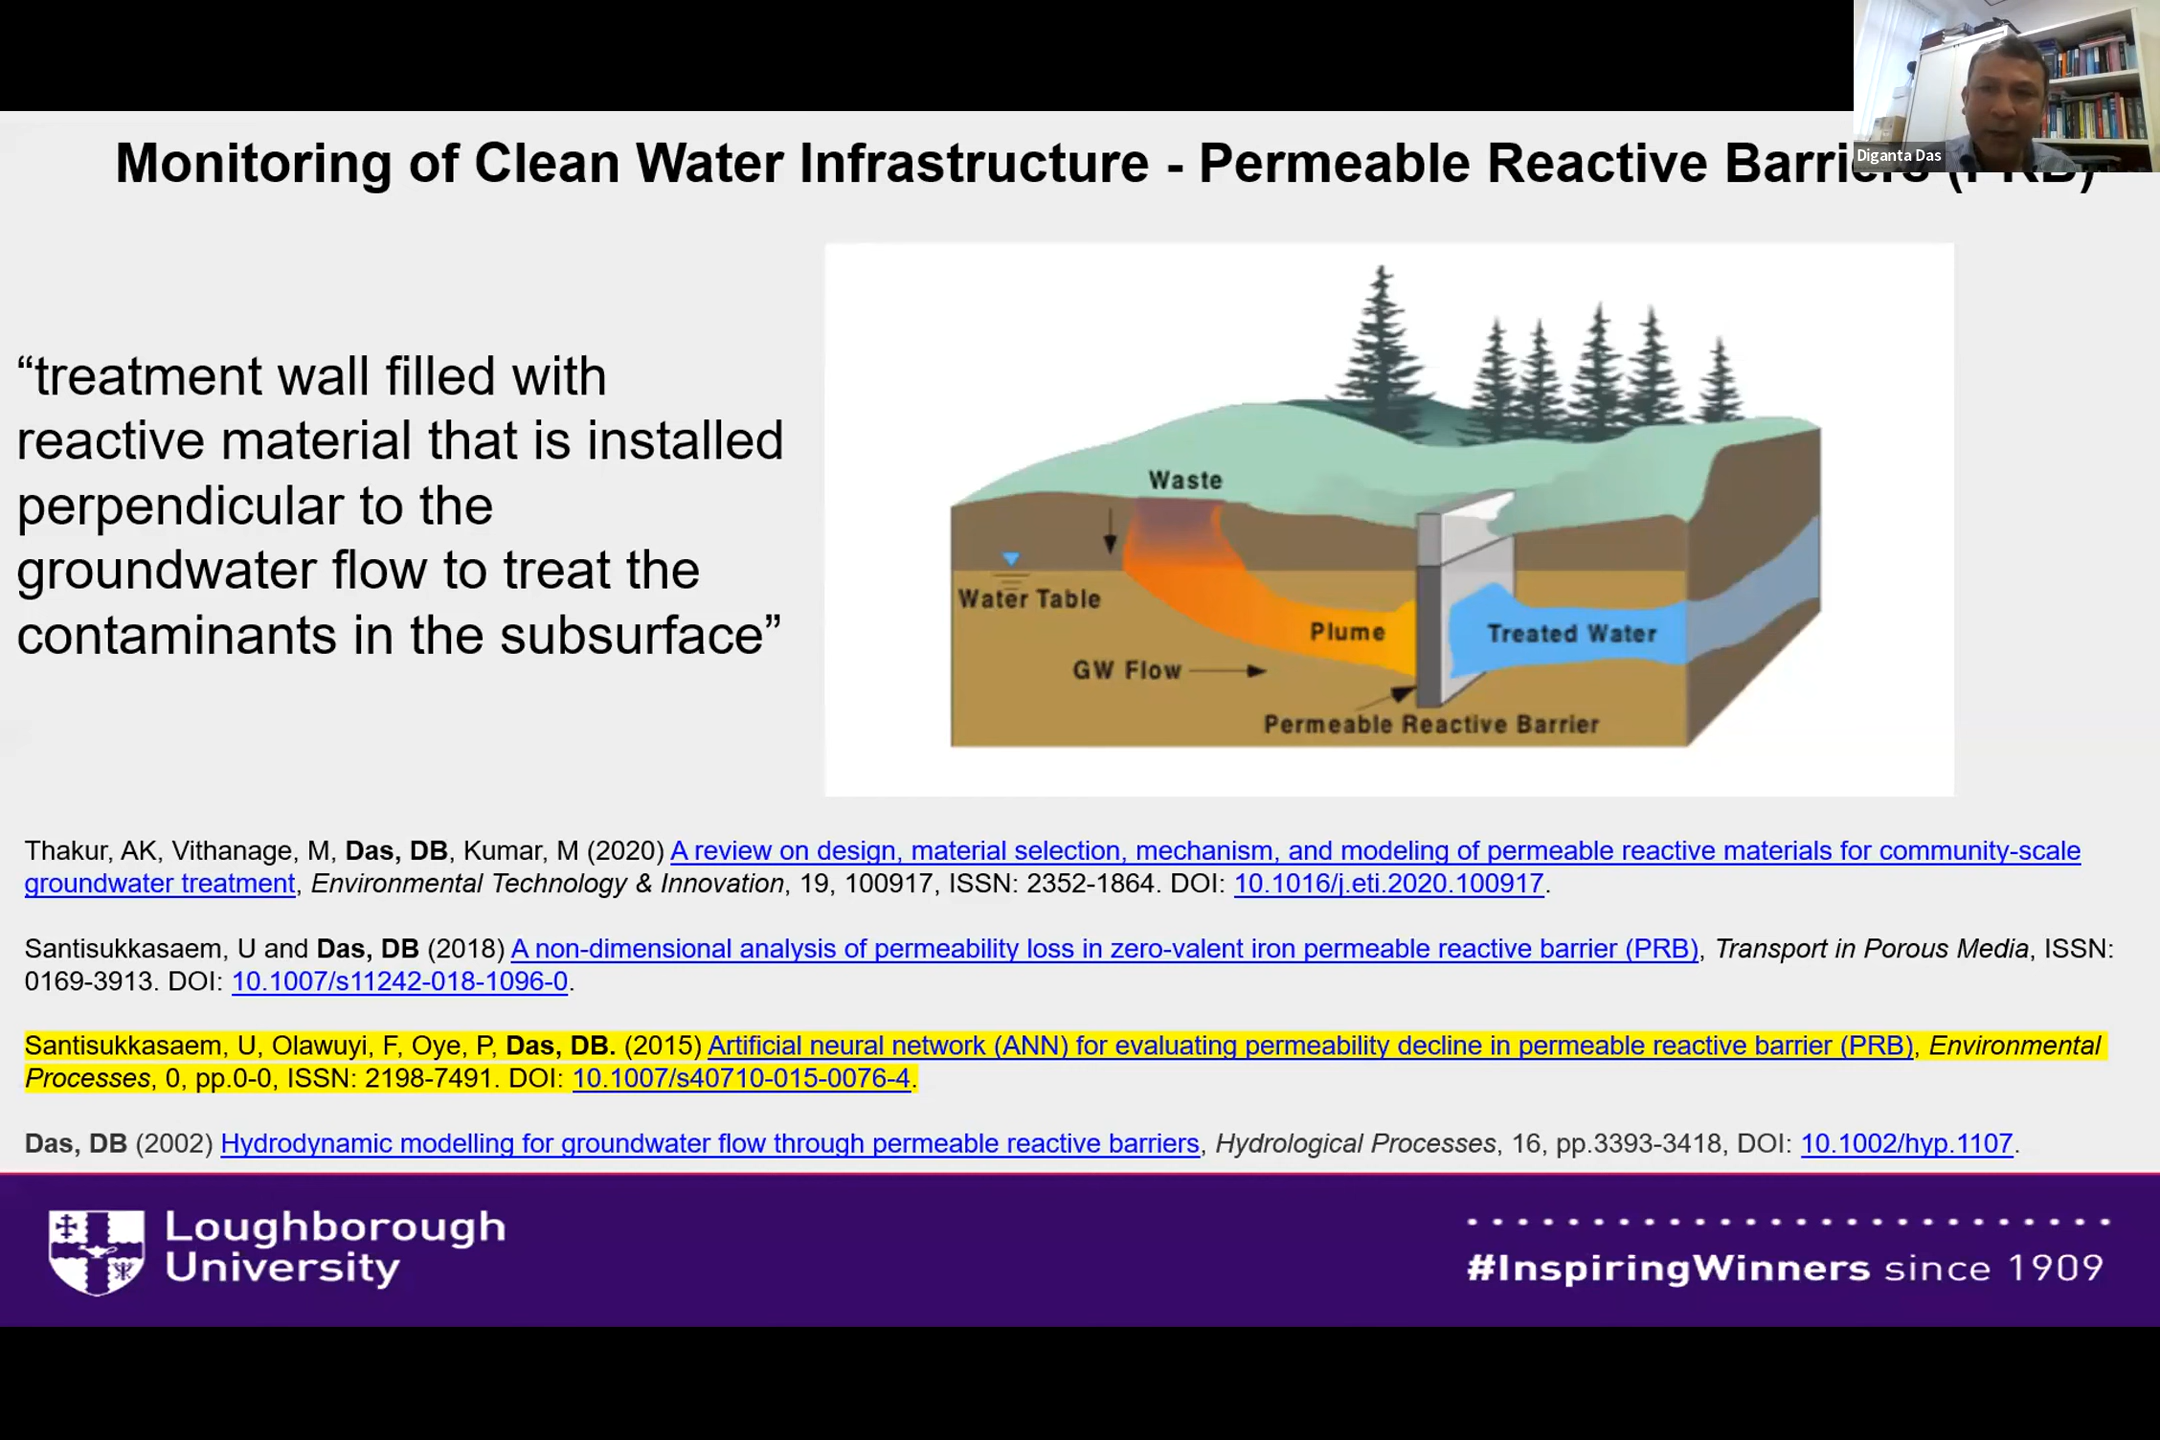 Monitoring of Clean Water Infrastructure - Permeable Reactive Barriers (PRB)
Diganta Das
“treatment wall filled with
reactive material that is installed
perpendicular to the
groundwater flow to treat the
contaminants in the subsurface”
Waste
Water Table
Plume
Treated Water
GW Flow
Permeable Reactive Barrier
Thakur, AK, Vithanage, M, Das, DB, Kumar, M (2020) A review on design, material selection, mechanism, and modeling of permeable reactive materials for community-scale
groundwater treatment, Environmental Technology & Innovation, 19, 100917, ISSN: 2352-1864. DOI: 10.1016/j.eti.2020.100917.
Santisukkasaem, U and Das, DB (2018) A non-dimensional analysis of permeability loss in zero-valent iron permeable reactive barrier (PRB), Transport in Porous Media, ISSN:
0169-3913. DOI: 10.1007/s11242-018-1096-0.
Santisukkasaem, U, Olawuyi, F, Oye, P, Das, DB. (2015) Artificial neural network (ANN) for evaluating permeability decline in permeable reactive barrier (PRB), Environmental
Processes, 0, pp.0-0, ISSN: 2198-7491. DOI: 10.1007/s40710-015-0076-4.
Das, DB (2002) Hydrodynamic modelling for groundwater flow through permeable reactive barriers, Hydrological Processes, 16, pp.3393-3418, DOI: 10.1002/hyp.1107.
Loughborough
University
#InspiringWinners since 1909